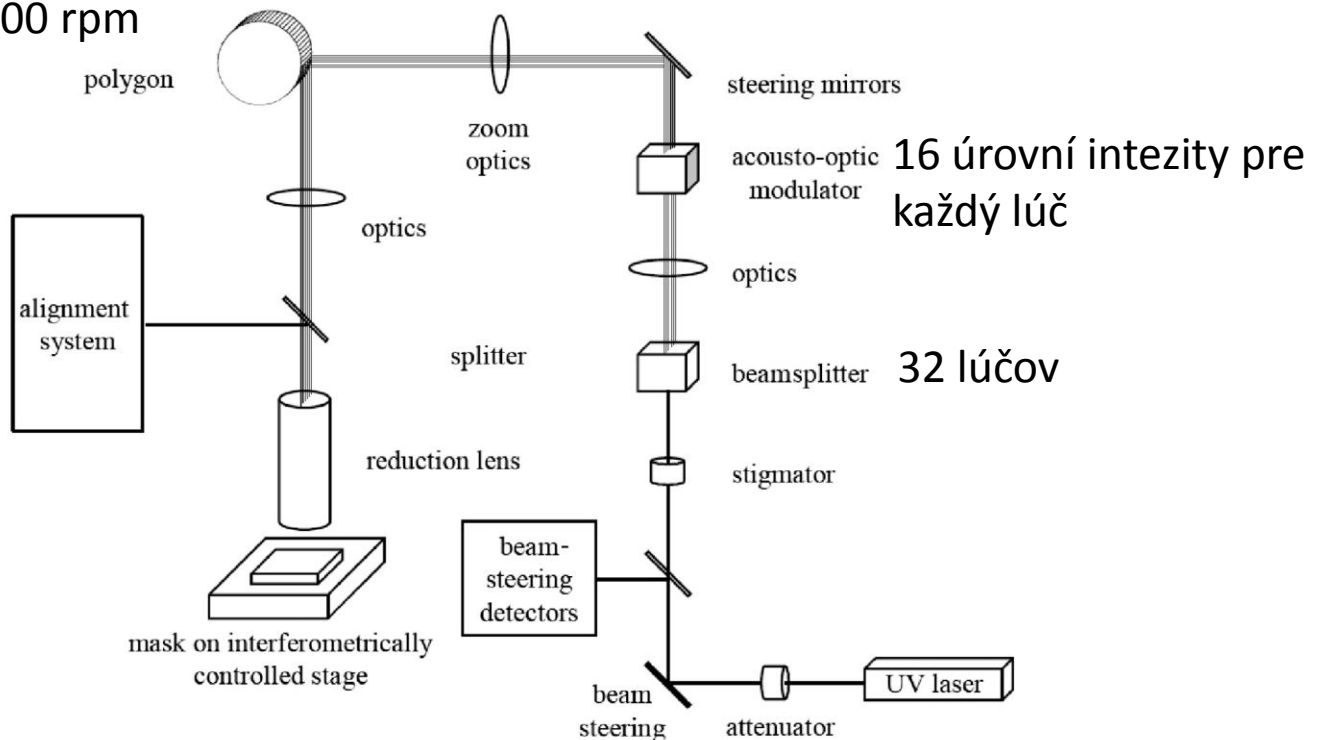 00 rpm
polygon
zoom
optics
steering mirrors
acousto-optic
modulator
16 úrovní intezity pre
každý lúč
optics
optics
alignment
system
splitter
beamsplitter
32 lúčov
reduction lens
stigmator
beam-
steering
detectors
mask on interferometrically
controlled stage
UV laser
beam
steering
attenuator